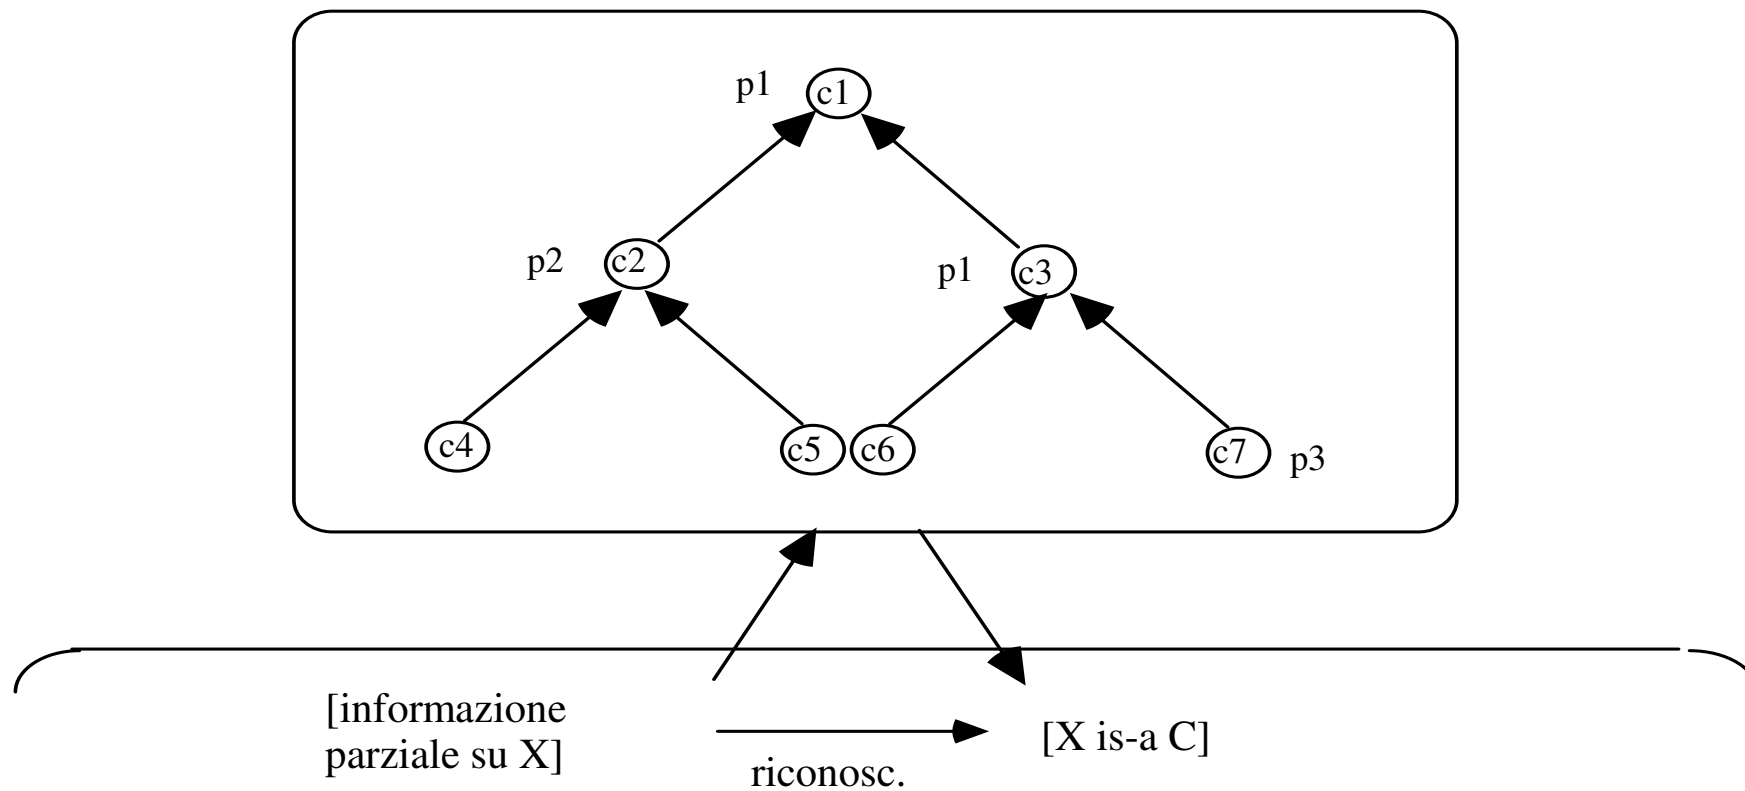 p1 c1
p2 c2 p1 c3
c4 c5 c6 c7 p3
[informazione
parziale su X]
riconosc.
[X is-a C]